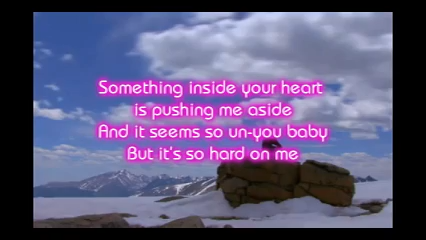 Something inside your heart
is pushing me aside
And it seems so un-you baby
But it's so hard on me